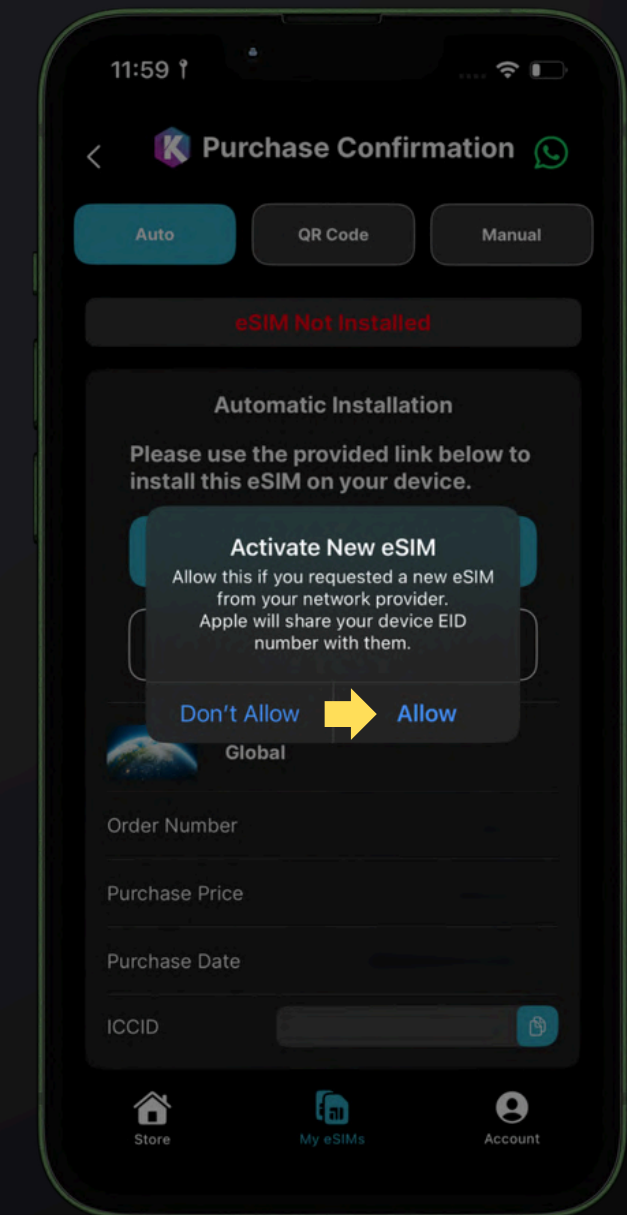 11:59
K Purchase Confirmation
Auto
QR Code
Manual
eSIM Not Installed
Automatic Installation
Please use the provided link below to
install this eSIM on your device.
Activate New eSIM
Allow this if you requested a new eSIM
from your network provider.
Apple will share your device EID
number with them.
Don't Allow
Allow
Global
Order Number
Purchase Price
Purchase Date
ICCID
Store
My eSIMs
Account